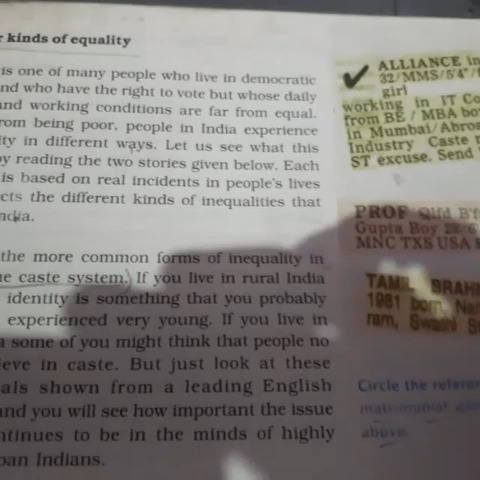 kinds of equality
is one of many people who live in democratic
nd who have the right to vote but whose daily
and working conditions are far from equal.
rom being poor, people in India experience
ity in different ways. Let us see what this
by reading the two stories given below. Each
is based on real incidents in people's lives
cts the different kinds of inequalities that
ndia.
the more common forms of inequality in
e caste system. If you live in rural India
identity is something that you probably
experienced very young. If you live in
a some of you might think that people no
ieve in caste. But just look at these
als shown from a leading English
and you will see how important the issue
ntinues to be in the minds of highly
ban Indians.
ALLIANCE in
32/MMS/5'4"/
girl
working in IT Co
from BE / MBA bo
in Mumbai/Abro
Industry Caste
ST excuse. Send
PROF
Gupta Boy
MNC TXS USA
TAMIL BRAH
1981 born,
ram,
Circle the refere
matrimonial
above.